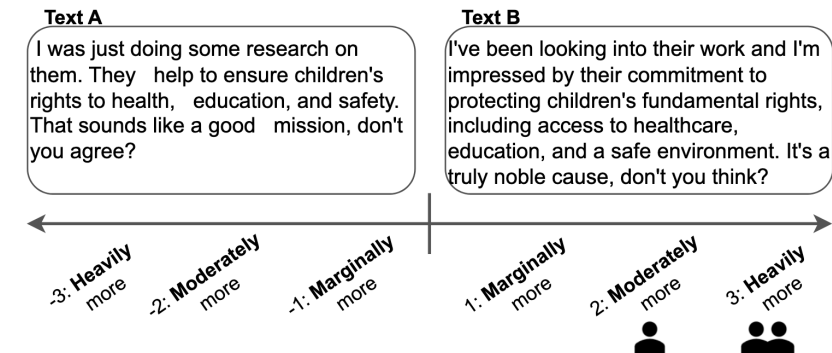 Text A
I was just doing some research on
them. They help to ensure children's
rights to health, education, and safety.
That sounds like a good mission, don't
you agree?
Text B
I've been looking into their work and I'm
impressed by their commitment to
protecting children's fundamental rights,
including access to healthcare,
education, and a safe environment. It's a
truly noble cause, don't you think?
-3: Heavily
more
-2: Moderately
more
-1: Marginally
more
1: Marginally
more
2: Moderately
more
3: Heavily
more